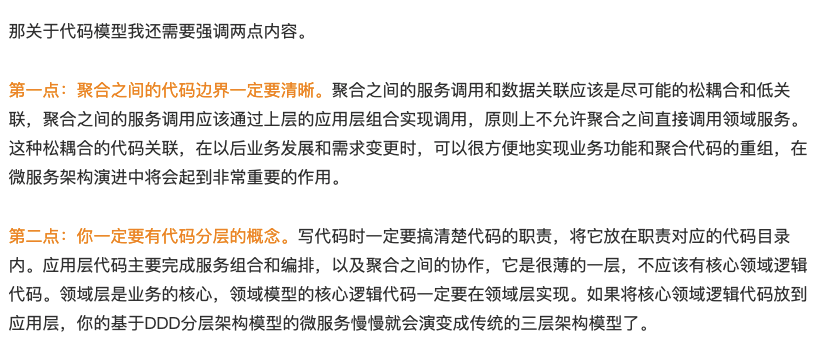 那关于代码模型我还需要强调两点内容。
第一点：聚合之间的代码边界一定要清晰。聚合之间的服务调用和数据关联应该是尽可能的松耦合和低关
联，聚合之间的服务调用应该通过上层的应用层组合实现调用，原则上不允许聚合之间直接调用领域服务。
这种松耦合的代码关联，在以后业务发展和需求变更时，可以很方便地实现业务功能和聚合代码的重组，在
微服务架构演进中将会起到非常重要的作用。
第二点：你一定要有代码分层的概念。写代码时一定要搞清楚代码的职责，将它放在职责对应的代码目录
内。应用层代码主要完成服务组合和编排，以及聚合之间的协作，它是很薄的一层，不应该有核心领域逻辑
代码。领域层是业务的核心，领域模型的核心逻辑代码一定要在领域层实现。如果将核心领域逻辑代码放到
应用层，你的基于DDD分层架构模型的微服务慢慢就会演变成传统的三层架构模型了。